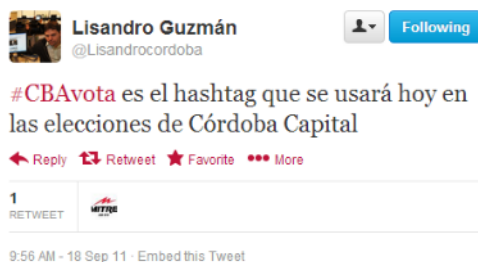 Lisandro Guzmán
@Lisandrocordoba
Following
#CBAvota es el hashtag que se usará hoy en
las elecciones de Córdoba Capital
Reply Retweet Favorite More
1
RETWEET
MITRE
9:56 AM - 18 Sep 11 · Embed this Tweet